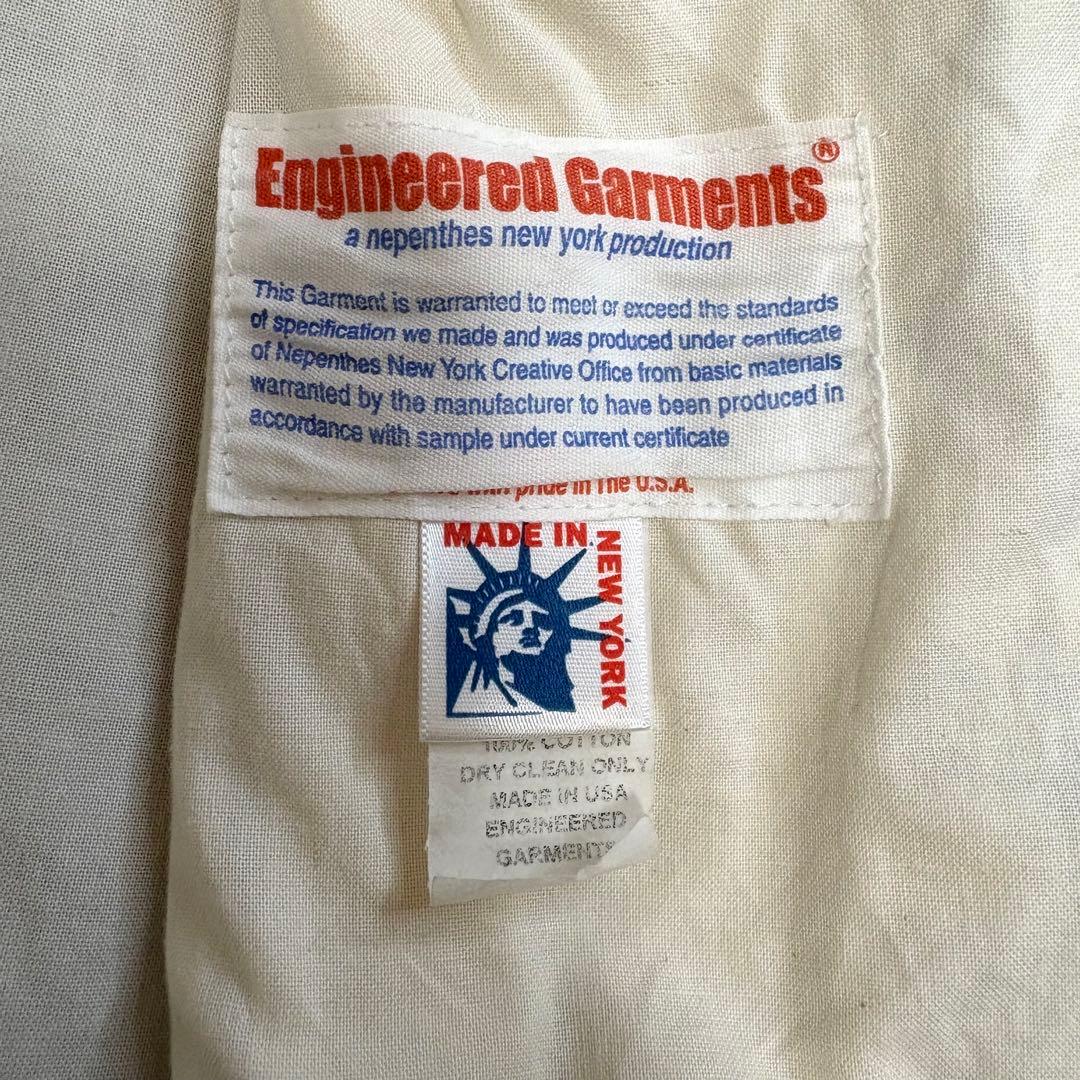 Engineered Garments®
a nepenthes new york production
This Garment is warranted to meet or exceed the standards
of specification we made and was produced under certificate
of Nepenthes New York Creative Office from basic materials
warranted by the manufacturer to have been produced in
accordance with sample under current certificate
with pride in The U.S.A.
MADE IN
NEW YORK
100% COTTON
DRY CLEAN ONLY
MADE IN USA
ENGINEERED
GARMENTS